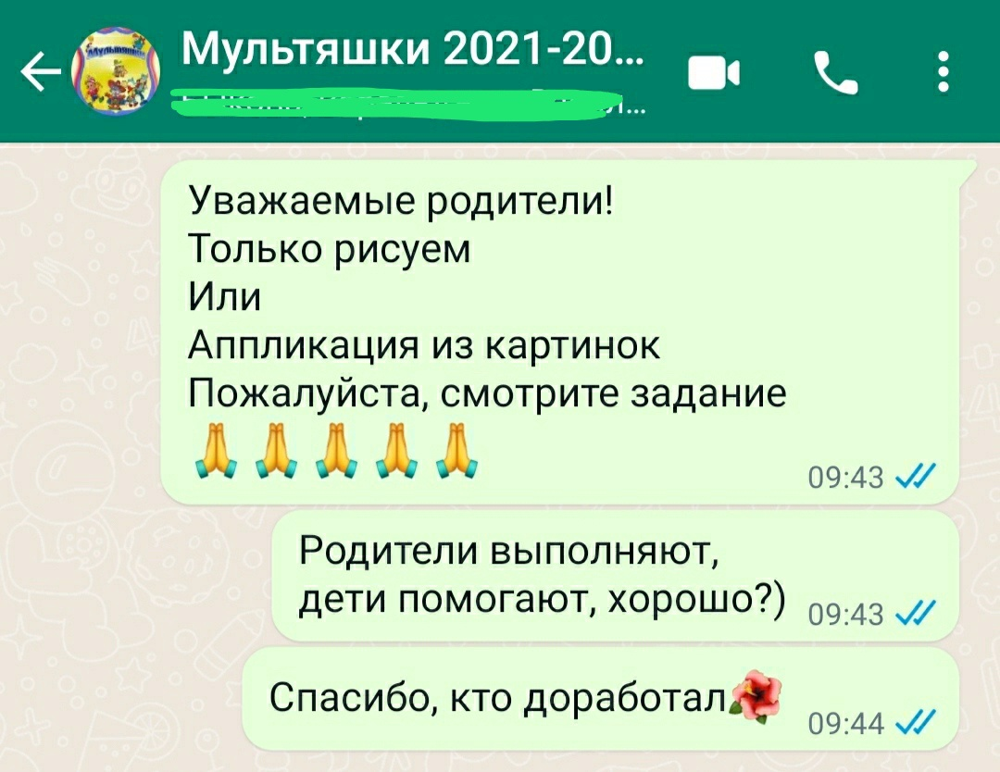 Мультяшки 2021-20...
Уважаемые родители!
Только рисуем
Или
Аппликация из картинок
Пожалуйста, смотрите задание
🙏🙏🙏🙏🙏
09:43
Родители выполняют,
дети помогают, хорошо?)
09:43
Спасибо, кто доработал🌺
09:44